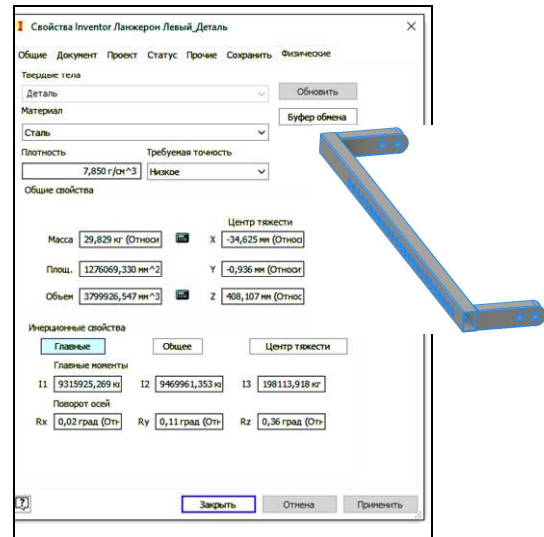 I Свойства Inventor Ланжерон Левый_Деталь
Общие Документ Проект Статус Прочие Сохранить Физические
Твердые тела
Деталь Обновить
Материал Буфер обмена
Сталь
Плотность Требуемая точность
7,850 г/см^3 Низкое
Общие свойства
Центр тяжести
Масса 29,829 кг (Относи X -34,625 мм (Относ
Площ. 1276069,330 мм^2 Y -0,936 мм (Относи
Объем 3799926,547 мм^3 Z 408,107 мм (Относ
Инерционные свойства
Главные Общее Центр тяжести
Главные моменты
I1 9315925,269 кг I2 9469961,353 кг I3 198113,918 кг
Поворот осей
Rx 0,02 град (Отн Ry 0,11 град (Отн Rz 0,36 град (Отн
? Закрыть Отмена Применить